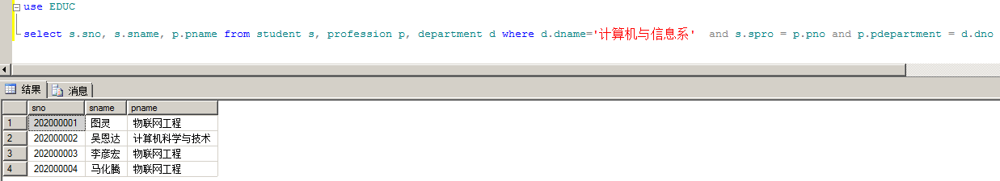 use EDUC
select s.sno, s.sname, p.pname from student s, profession p, department d where d.dname='计算机与信息系'  and s.spro = p.pno and p.pdepartment = d.dno
结果 消息
sno sname pname
1 202000001 图灵 物联网工程
2 202000002 吴恩达 计算机科学与技术
3 202000003 李彦宏 物联网工程
4 202000004 马化腾 物联网工程